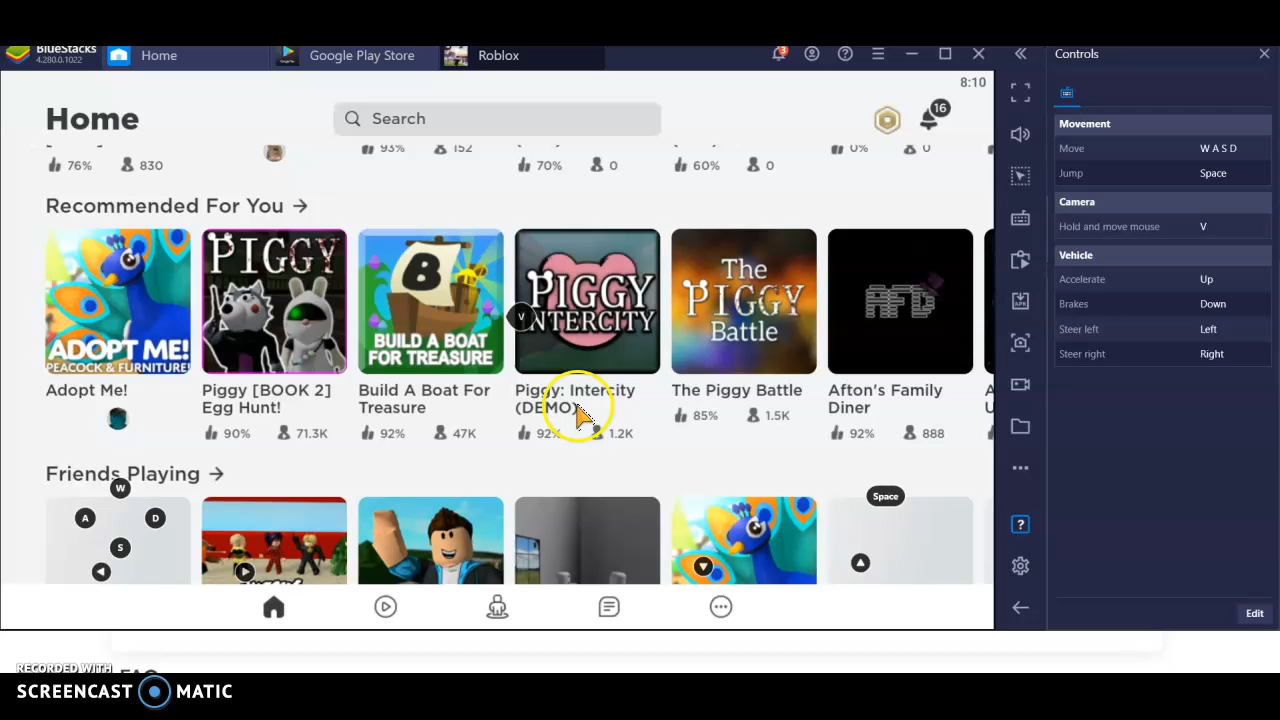 BlueStacks
4.280.0.1022
Home
Google Play Store
Roblox
3
Controls
8:10
Home
Search
16
76% 830
93% 152
70% 0
60% 0
0% 0
Recommended For You →
PIGGY
B
BUILD A BOAT
FOR TREASURE
PIGGY
INTERCITY
V
The
PIGGY
Battle
AFD
ADOPT ME!
PEACOCK & FURNITURE!
Adopt Me!
Piggy [BOOK 2]
Egg Hunt!
90% 71.3K
Build A Boat For
Treasure
92% 47K
Piggy: Intercity
(DEMO)
92% 1.2K
The Piggy Battle
85% 1.5K
Afton's Family
Diner
92% 888
Friends Playing →
W
A
D
S
Space
Movement
Move W A S D
Jump Space
Camera
Hold and move mouse V
Vehicle
Accelerate Up
Brakes Down
Steer left Left
Steer right Right
Edit
RECORDED WITH
SCREENCAST MATIC